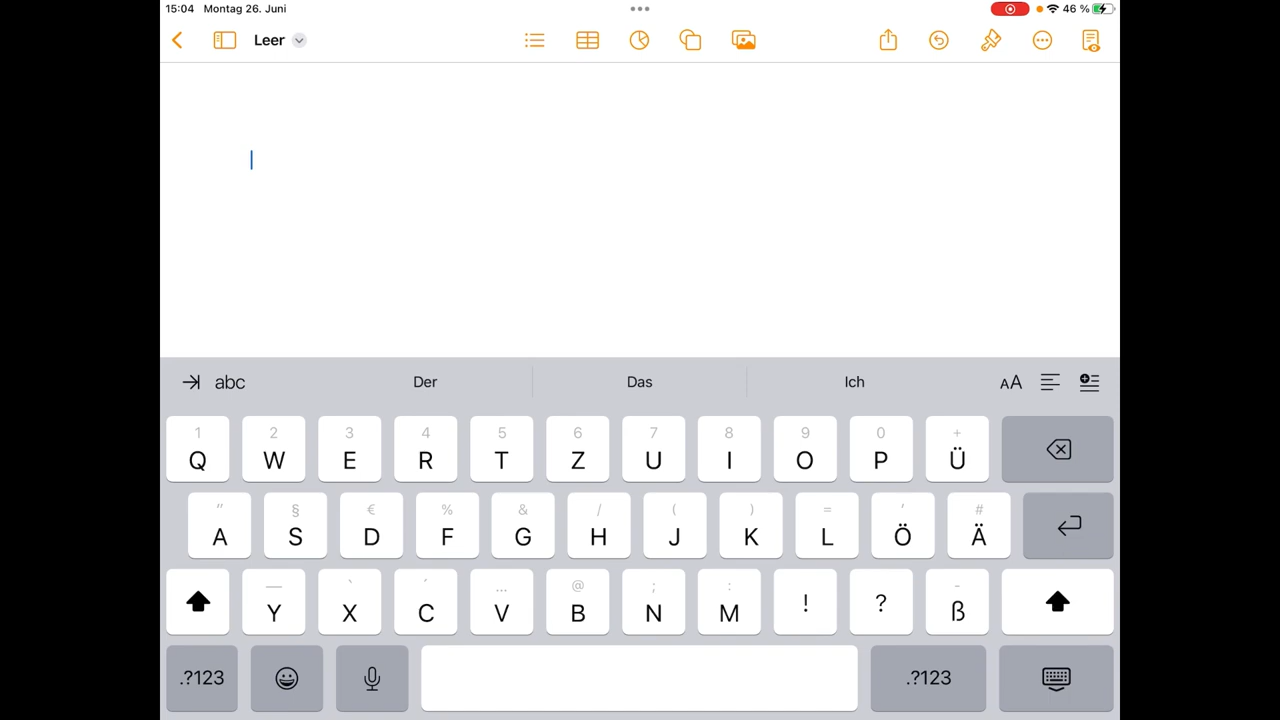 15:04 Montag 26. Juni 46 %
Leer
abc Der Das Ich AA
1 2 3 4 5 6 7 8 9 0 +
Q W E R T Z U I O P Ü
" § € % & / ( ) = ' #
A S D F G H J K L Ö Ä
— ` ´ ... @ ; : -
Y X C V B N M ! ? ß
.?123 .?123